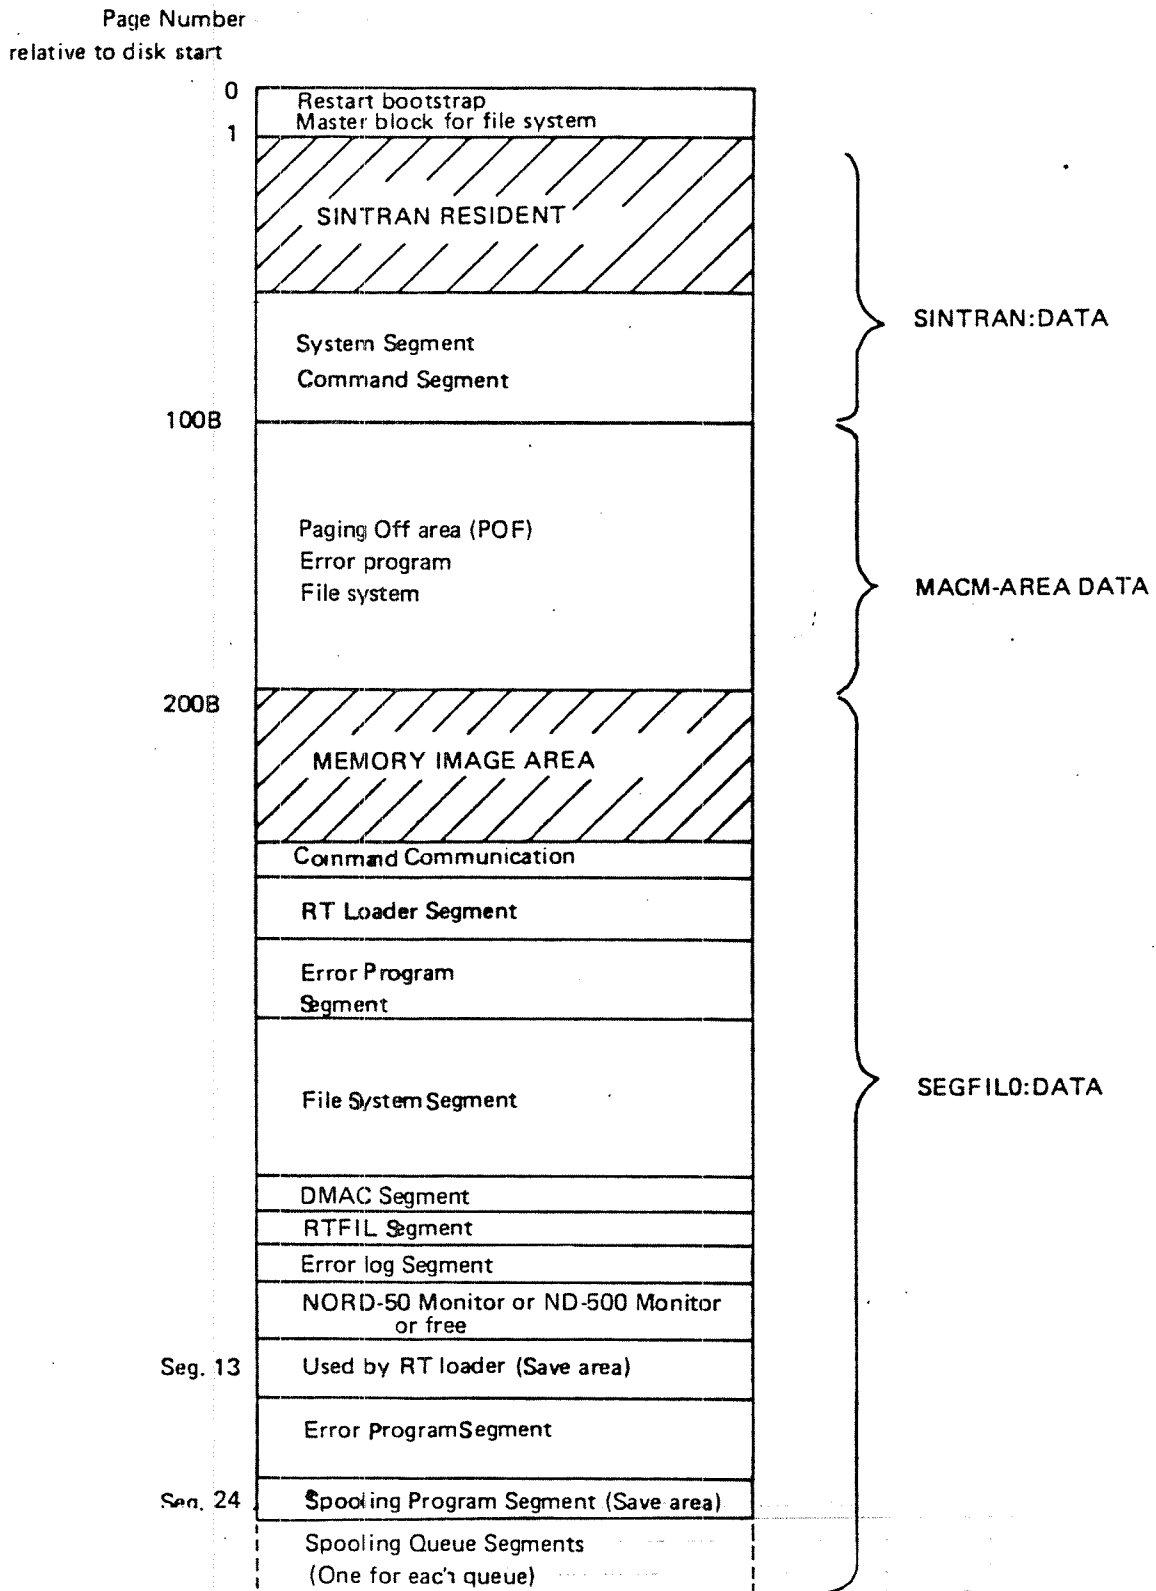 Page Number
relative to disk start
0
Restart bootstrap
Master block for file system
1
SINTRAN RESIDENT
SINTRAN:DATA
System Segment
Command Segment
100B
Paging Off area (POF)
Error program
File system
MACM-AREA DATA
200B
MEMORY IMAGE AREA
Command Communication
RT Loader Segment
Error Program
Segment
File System Segment
SEGFIL0:DATA
DMAC Segment
RTFIL Segment
Error log Segment
NORD-50 Monitor or ND-500 Monitor
or free
Seg. 13
Used by RT loader (Save area)
Error Program Segment
Seg. 24
Spooling Program Segment (Save area)
Spooling Queue Segments
(One for each queue)